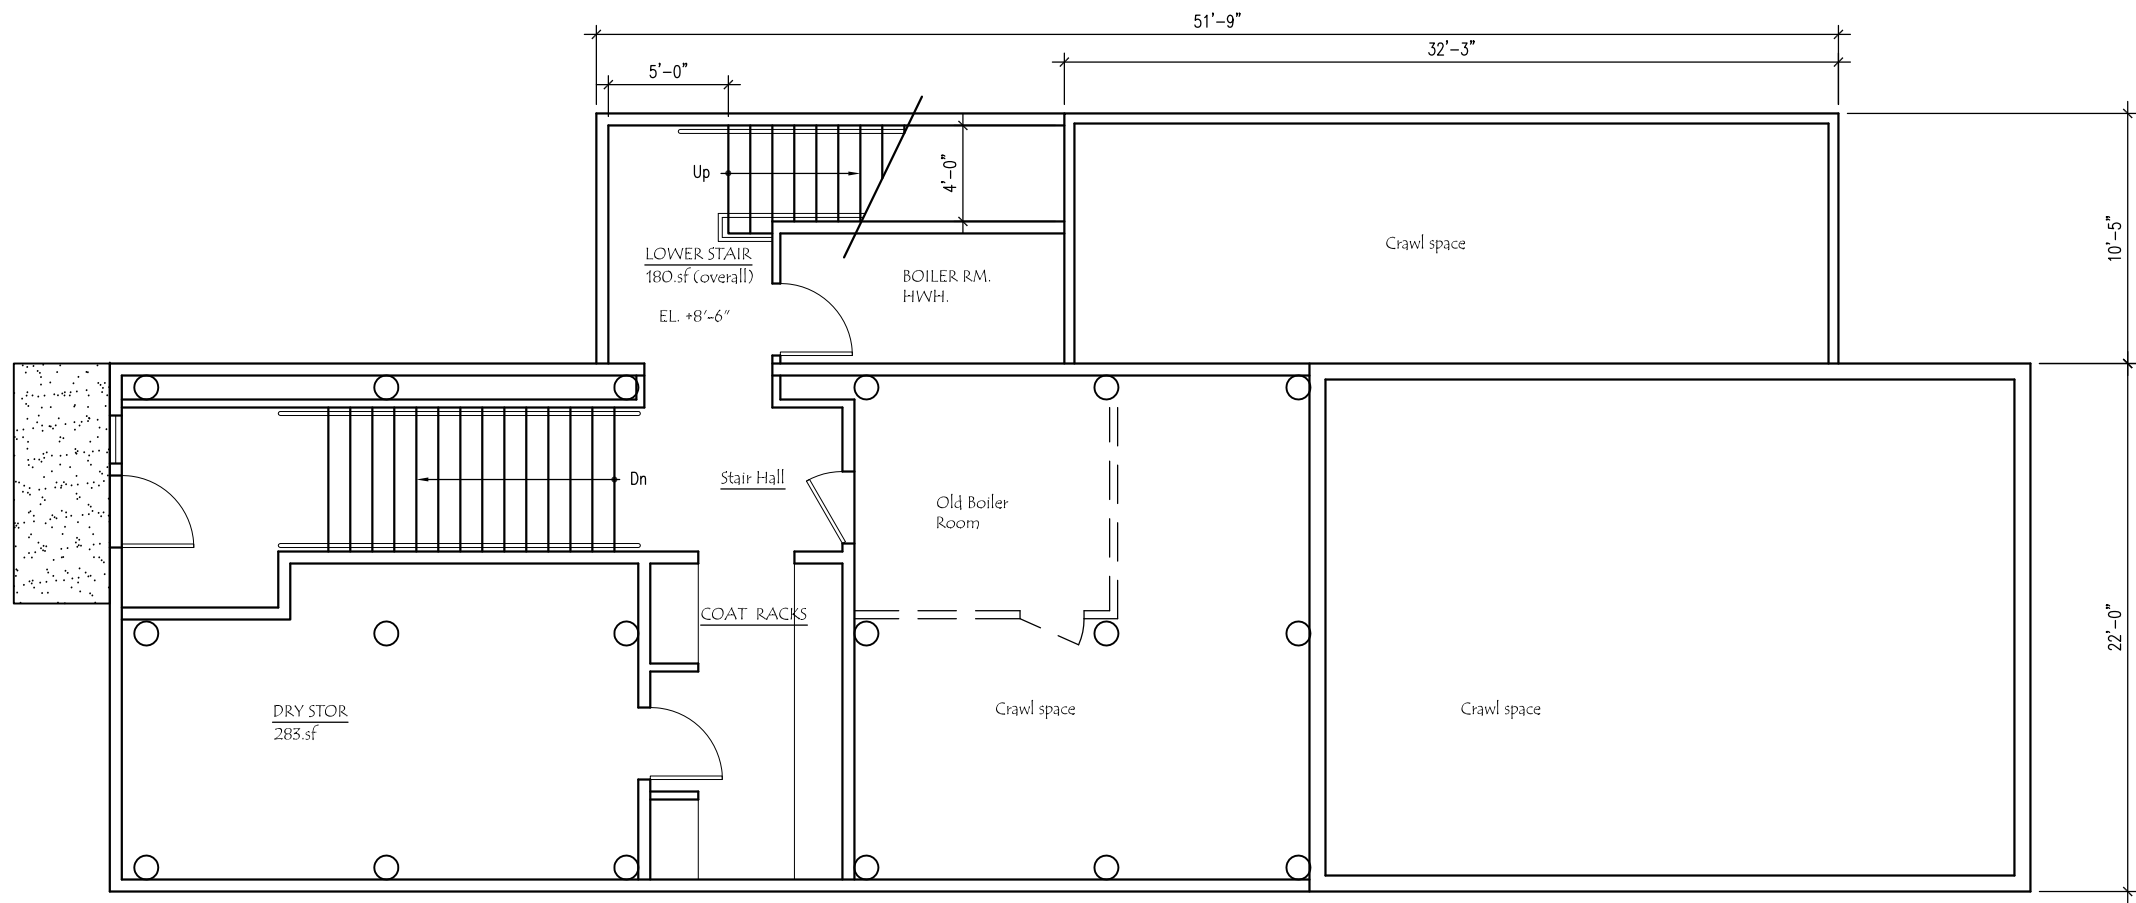 51'-9"
32'-3"
5'-0"
4'-0"
Up
LOWER STAIR
180.sf (overall)
EL. +8'-6"
BOILER RM.
HWH.
Crawl space
10'-5"
Dn
Stair Hall
Old Boiler
Room
COAT RACKS
22'-0"
DRY STOR
283.sf
Crawl space
Crawl space